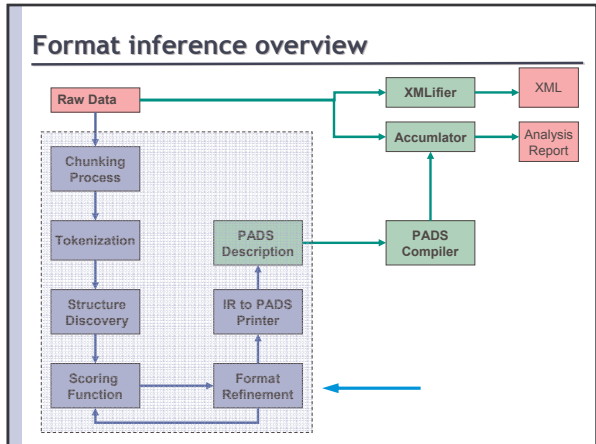 Format inference overview
Raw Data
XMLifier
XML
Accumlator
Analysis
Report
Chunking
Process
Tokenization
PADS
Description
PADS
Compiler
Structure
Discovery
IR to PADS
Printer
Scoring
Function
Format
Refinement